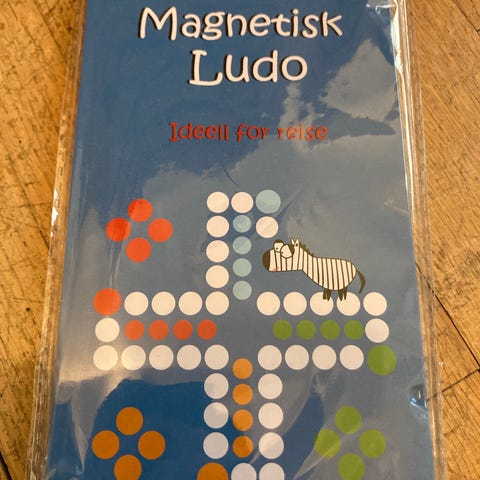 Magnetisk
Ludo
Ideell for reise